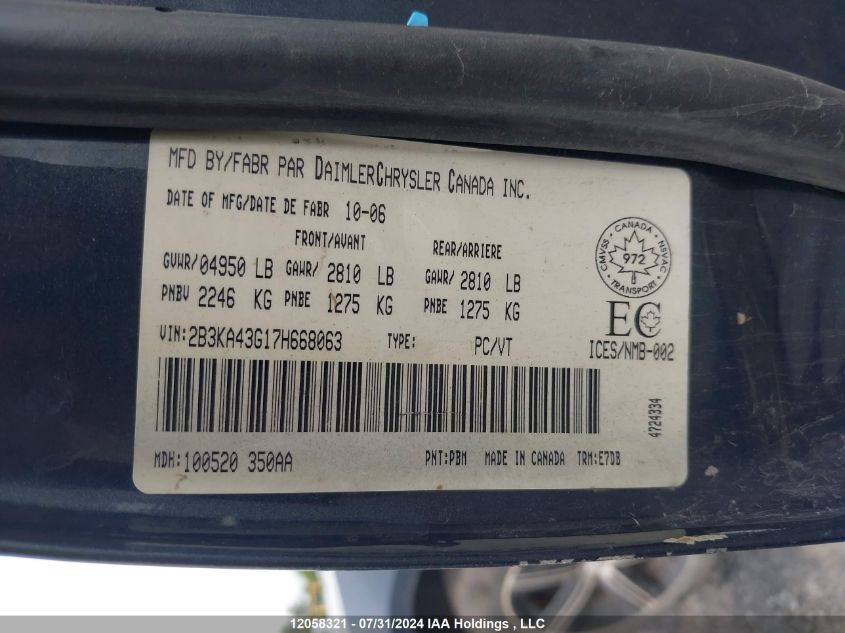 MFD BY/FABR PAR DAIMLERCHRYSLER CANADA INC.
DATE OF MFG/DATE DE FABR 10-06
FRONT/AVANT REAR/ARRIERE
GVWR/04950 LB GAWR/ 2810 LB GAWR/ 2810 LB
PNBV 2246 KG PNBE 1275 KG PNBE 1275 KG
VIN:2B3KA43G17H668063 TYPE: PC/VT
CANADA
CMVSS NSVAC
972
TRANSPORT
EC
ICES/NMB-002
4724334
MDH:100520 350AA PNT:PBM MADE IN CANADA TRM:E7DB
12058321 - 07/31/2024 IAA Holdings, LLC